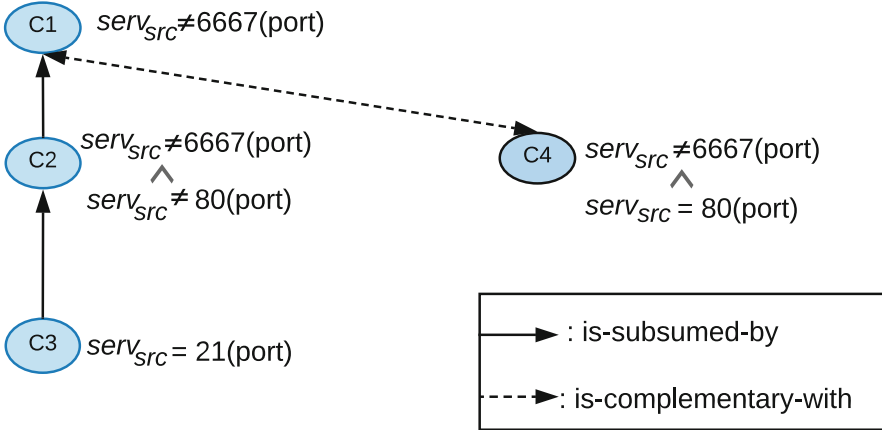 C1 serv_src≠6667(port)
C2 serv_src≠6667(port)
∧
serv_src≠ 80(port)
C4 serv_src≠6667(port)
∧
serv_src= 80(port)
C3 serv_src= 21(port)
: is-subsumed-by
: is-complementary-with